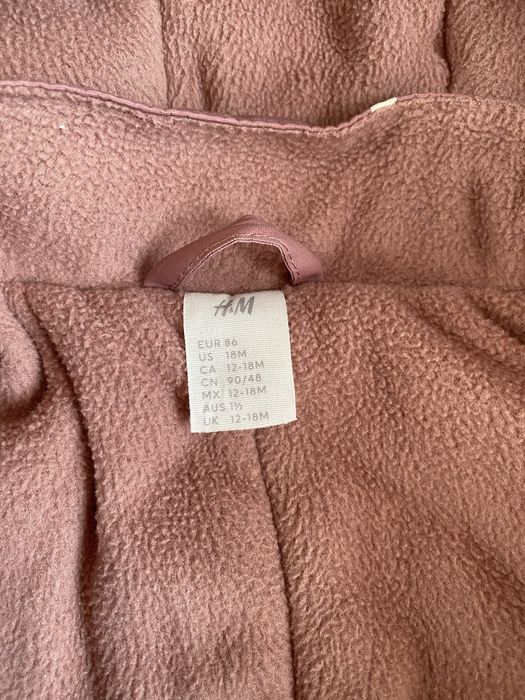 H&M
EUR 86
US 18M
CA 12-18M
CN 90/48
MX 12-18M
AUS 1½
UK 12-18M